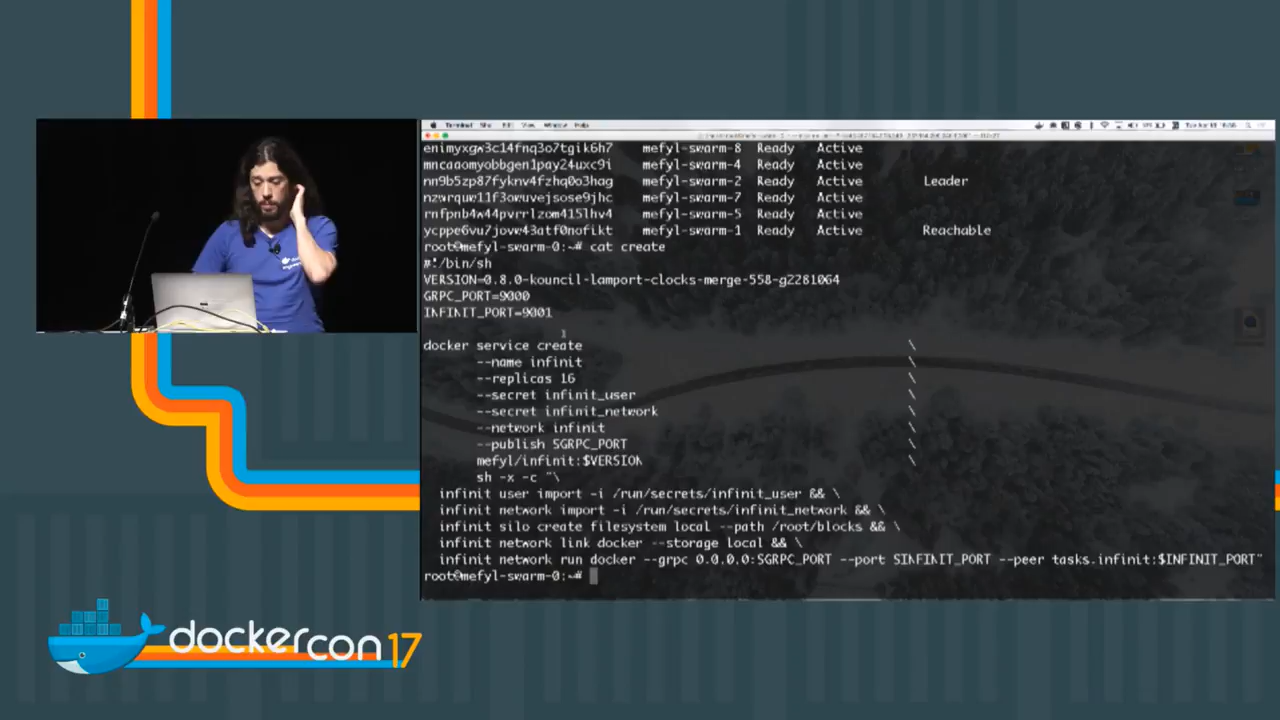 Terminal
Window Help
enimyxgw3c14fnq3o7tgik6h7 mefyl-swarm-8 Ready Active
mncaaomyobbgen1pay24uxc9i mefyl-swarm-4 Ready Active
nn9b5zp87fyknv4fzhq0o3hag mefyl-swarm-2 Ready Active Leader
nzwrque11f3owuvejsose9jhc mefyl-swarm-7 Ready Active
rnfpnb4w44pvrrlzom415lhv4 mefyl-swarm-5 Ready Active
ycppe6vu7jovw43atf0nofikt mefyl-swarm-1 Ready Active Reachable
root@mefyl-swarm-0:~# cat create
#!/bin/sh
VERSION=0.8.0-kouncil-lamport-clocks-merge-558-g2281064
GRPC_PORT=9000
INFINIT_PORT=9001
docker service create \
--name infinit \
--replicas 16 \
--secret infinit_user \
--secret infinit_network \
--network infinit \
--publish $GRPC_PORT \
mefyl/infinit:$VERSION \
sh -x -c "\
infinit user import -i /run/secrets/infinit_user && \
infinit network import -i /run/secrets/infinit_network && \
infinit silo create filesystem local --path /root/blocks && \
infinit network link docker --storage local && \
infinit network run docker --grpc 0.0.0.0:$GRPC_PORT --port $INFINIT_PORT --peer tasks.infinit:$INFINIT_PORT"
root@mefyl-swarm-0:~#
dockercon 17